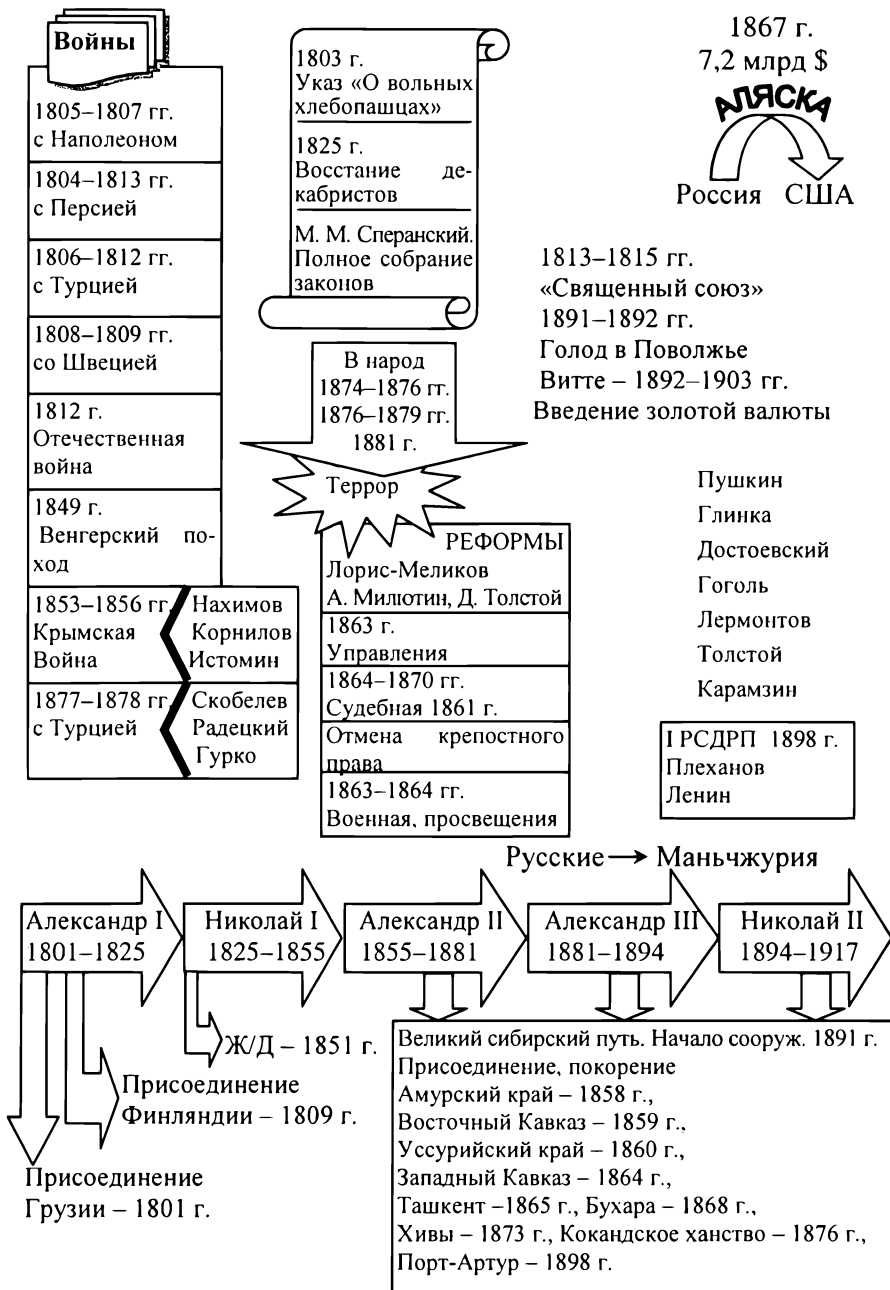 Войны
1805–1807 гг.
с Наполеоном
1804–1813 гг.
с Персией
1806–1812 гг.
с Турцией
1808–1809 гг.
со Швецией
1812 г.
Отечественная
война
1849 г.
Венгерский по-
ход
1853–1856 гг.
Крымская
Война
Нахимов
Корнилов
Истомин
1877–1878 гг.
с Турцией
Скобелев
Радецкий
Гурко
1803 г.
Указ «О вольных
хлебопашцах»
1825 г.
Восстание де-
кабристов
М. М. Сперанский.
Полное собрание
законов
В народ
1874–1876 гг.
1876–1879 гг.
1881 г.
Террор
РЕФОРМЫ
Лорис-Меликов
А. Милютин, Д. Толстой
1863 г.
Управления
1864–1870 гг.
Судебная 1861 г.
Отмена крепостного
права
1863–1864 гг.
Военная, просвещения
1867 г.
7,2 млрд $
АЛЯСКА
Россия США
1813–1815 гг.
«Священный союз»
1891–1892 гг.
Голод в Поволжье
Витте – 1892–1903 гг.
Введение золотой валюты
Пушкин
Глинка
Достоевский
Гоголь
Лермонтов
Толстой
Карамзин
I РСДРП 1898 г.
Плеханов
Ленин
Русские → Маньчжурия
Александр I
1801–1825
Николай I
1825–1855
Александр II
1855–1881
Александр III
1881–1894
Николай II
1894–1917
Ж/Д – 1851 г.
Присоединение
Финляндии – 1809 г.
Присоединение
Грузии – 1801 г.
Великий сибирский путь. Начало сооруж. 1891 г.
Присоединение, покорение
Амурский край – 1858 г.,
Восточный Кавказ – 1859 г.,
Уссурийский край – 1860 г.,
Западный Кавказ – 1864 г.,
Ташкент –1865 г., Бухара – 1868 г.,
Хивы – 1873 г., Кокандское ханство – 1876 г.,
Порт-Артур – 1898 г.